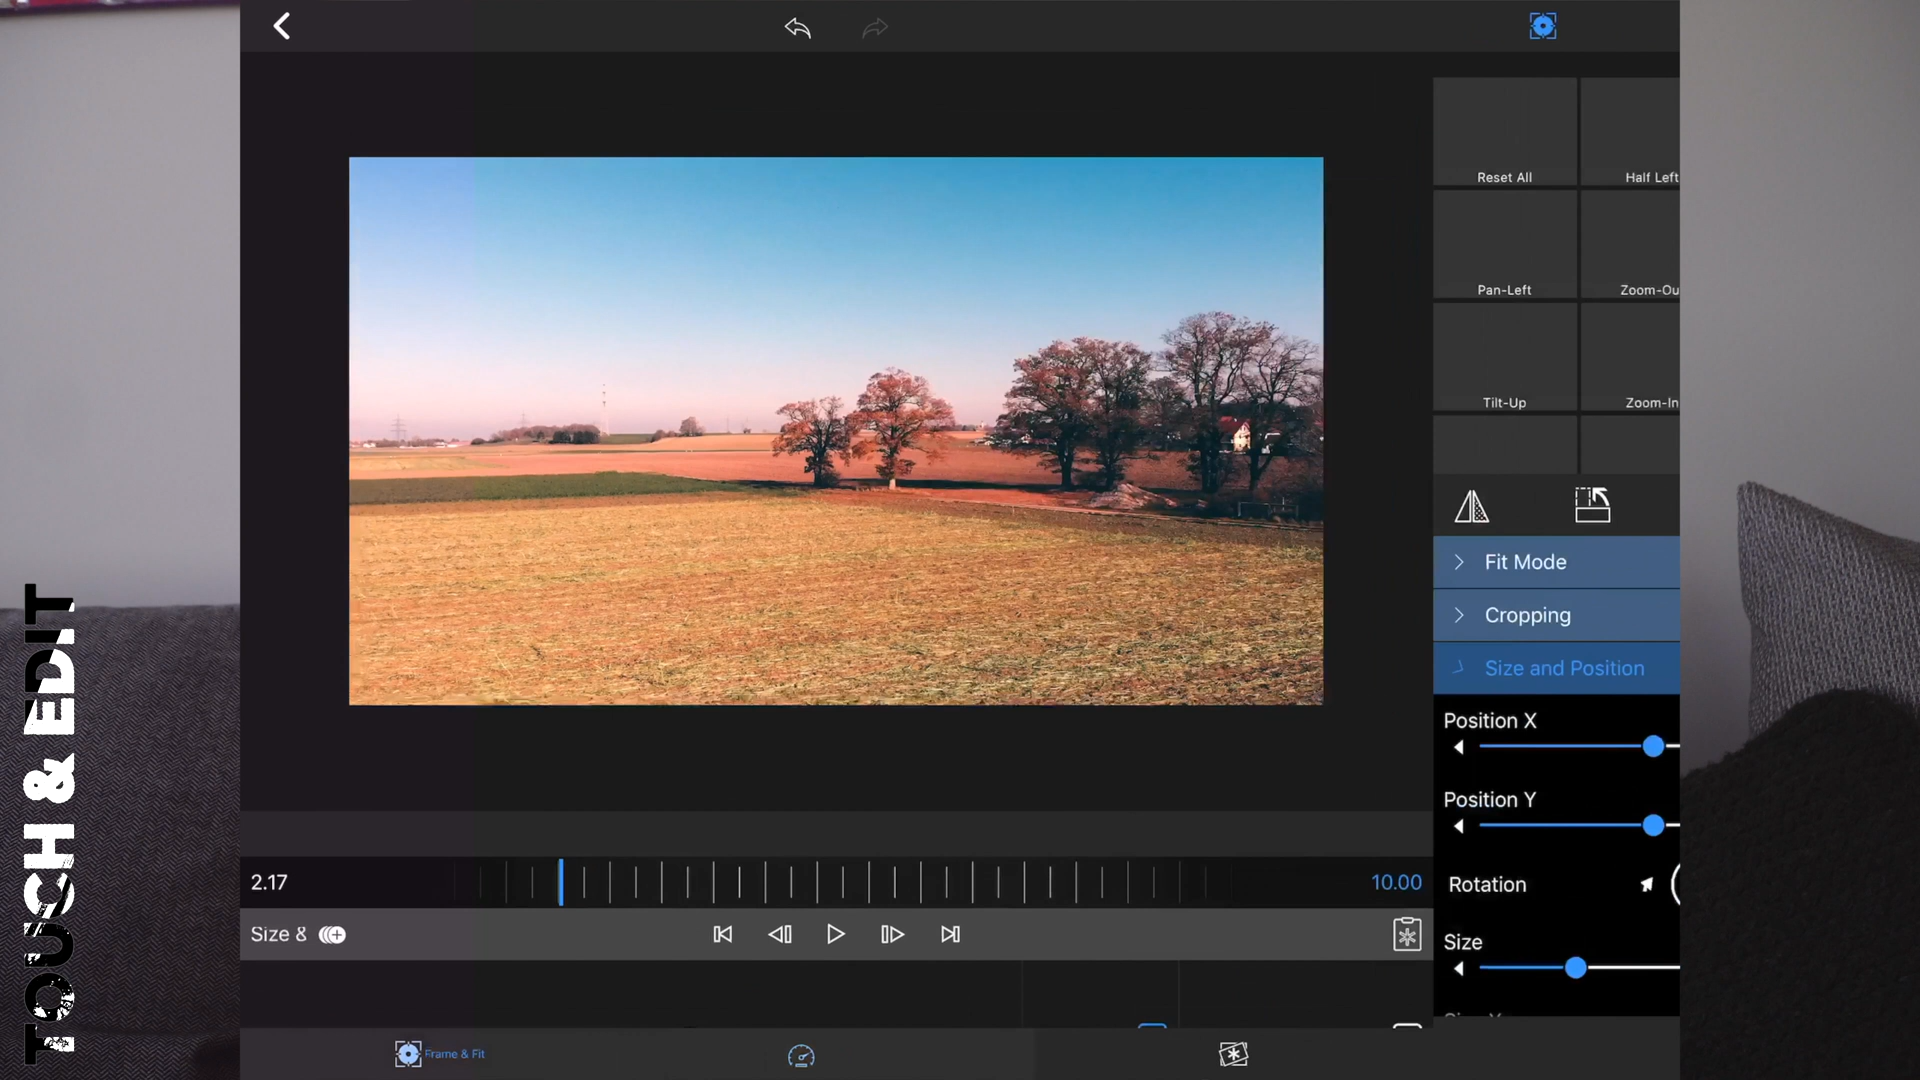 Reset All
Half Left
Pan-Left
Zoom-Ou
Tilt-Up
Zoom-In
Fit Mode
Cropping
Size and Position
Position X
Position Y
Rotation
Size
2.17
10.00
Size &
Frame & Fit
TOUCH & EDIT